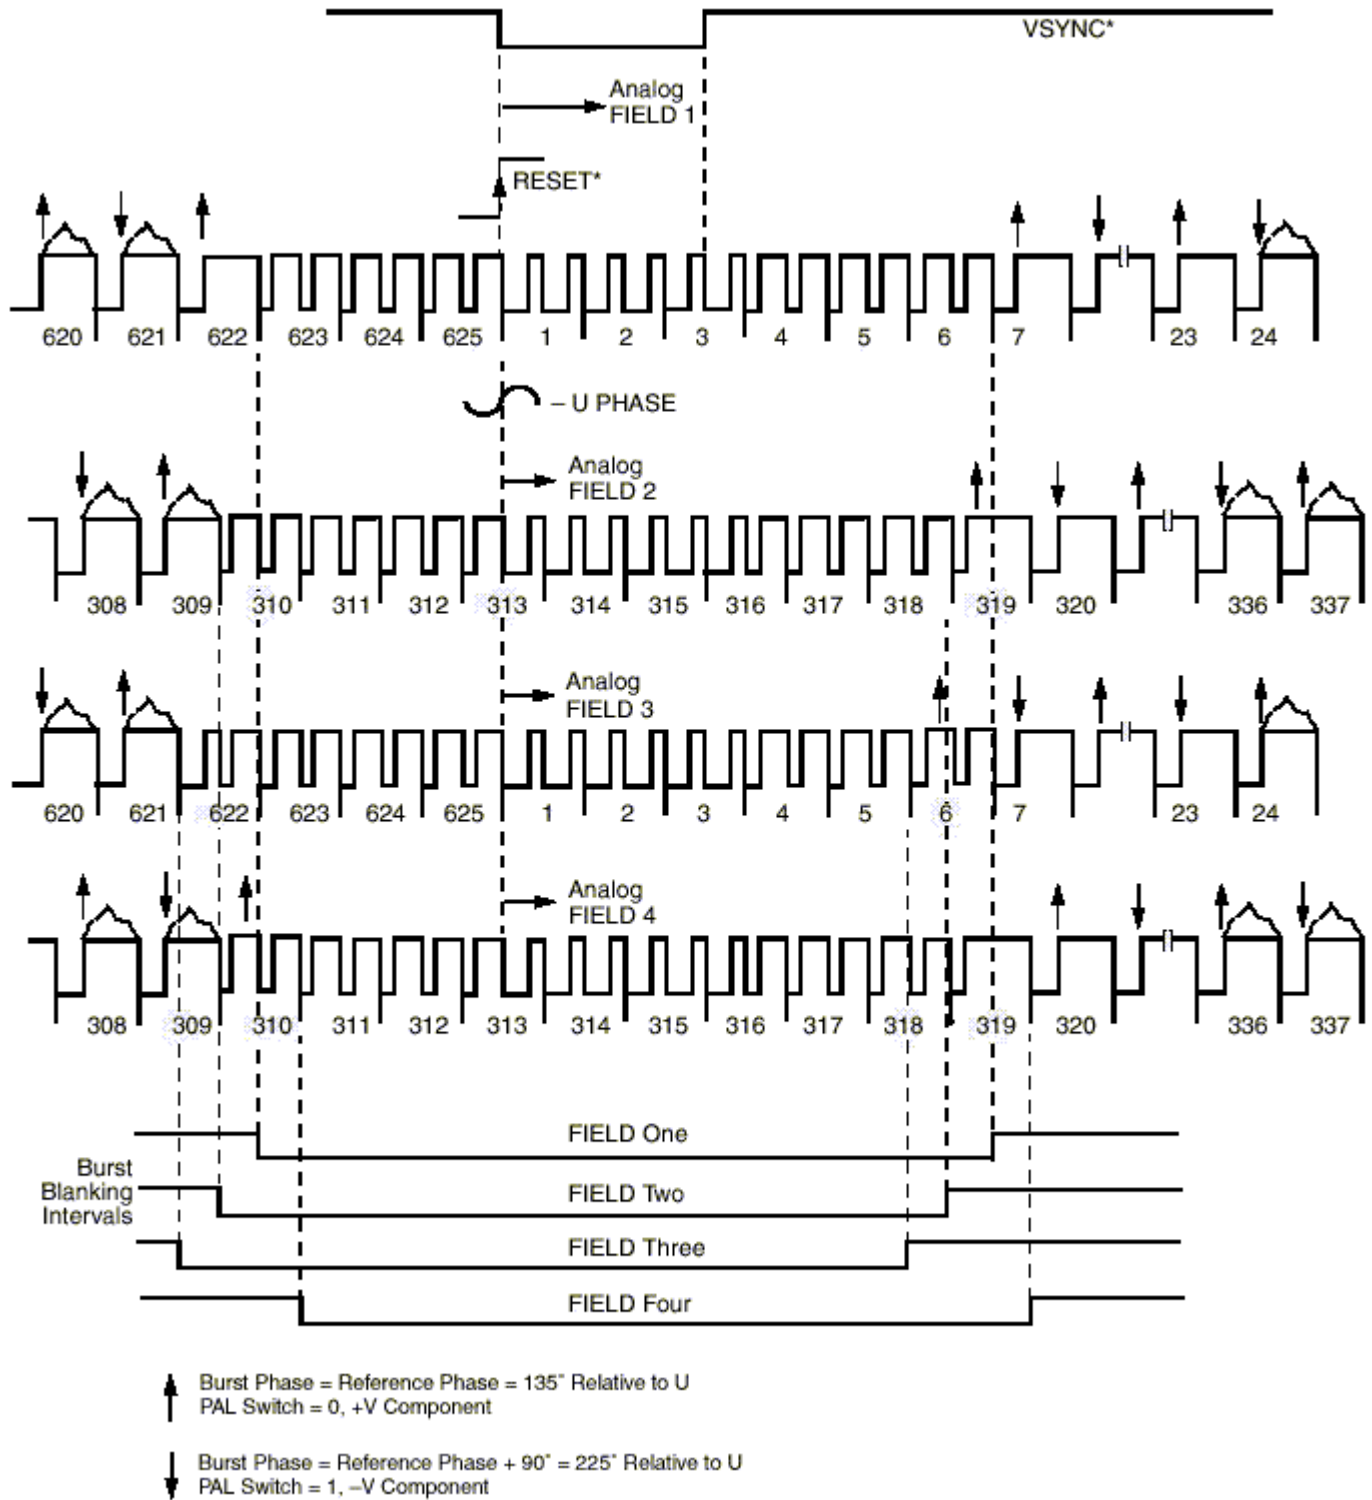 VSYNC*
Analog
FIELD 1
RESET*
620 621 622 623 624 625 1 2 3 4 5 6 7 23 24
– U PHASE
Analog
FIELD 2
308 309 310 311 312 313 314 315 316 317 318 319 320 336 337
Analog
FIELD 3
620 621 622 623 624 625 1 2 3 4 5 6 7 23 24
Analog
FIELD 4
308 309 310 311 312 313 314 315 316 317 318 319 320 336 337
FIELD One
Burst
Blanking
Intervals
FIELD Two
FIELD Three
FIELD Four
Burst Phase = Reference Phase = 135° Relative to U
PAL Switch = 0, +V Component
Burst Phase = Reference Phase + 90° = 225° Relative to U
PAL Switch = 1, –V Component